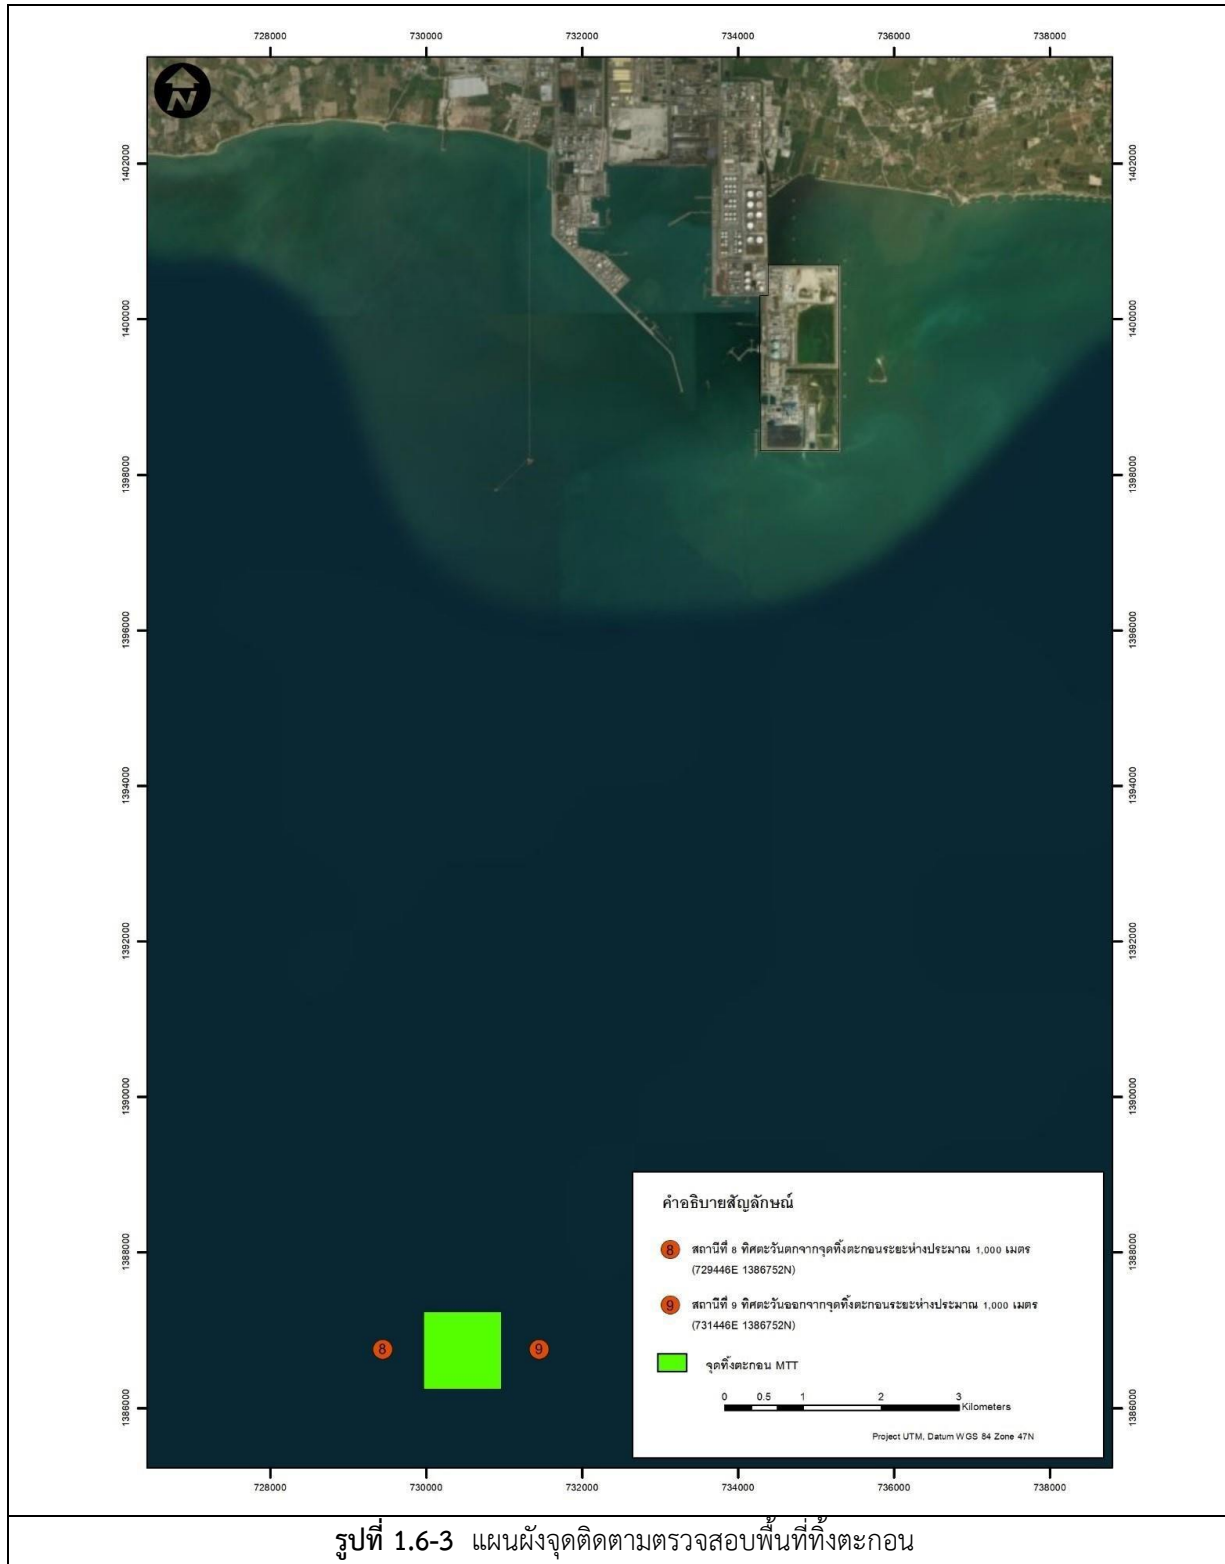 728000 730000 732000 734000 736000 738000
N
1402000 1402000
1400000 1400000
1398000 1398000
1396000 1396000
1394000 1394000
1392000 1392000
1390000 1390000
1388000 1388000
1386000 1386000
คำอธิบายสัญลักษณ์
8 สถานีที่ 8 ทิศตะวันตกจากจุดทิ้งตะกอนระยะห่างประมาณ 1,000 เมตร
(729446E 1386752N)
9 สถานีที่ 9 ทิศตะวันออกจากจุดทิ้งตะกอนระยะห่างประมาณ 1,000 เมตร
(731446E 1386752N)
จุดทิ้งตะกอน MTT
0 0.5 1 2 3
Kilometers
Project UTM, Datum WGS 84 Zone 47N
8 9
728000 730000 732000 734000 736000 738000
รูปที่ 1.6-3 แผนผังจุดติดตามตรวจสอบพื้นที่ทิ้งตะกอน